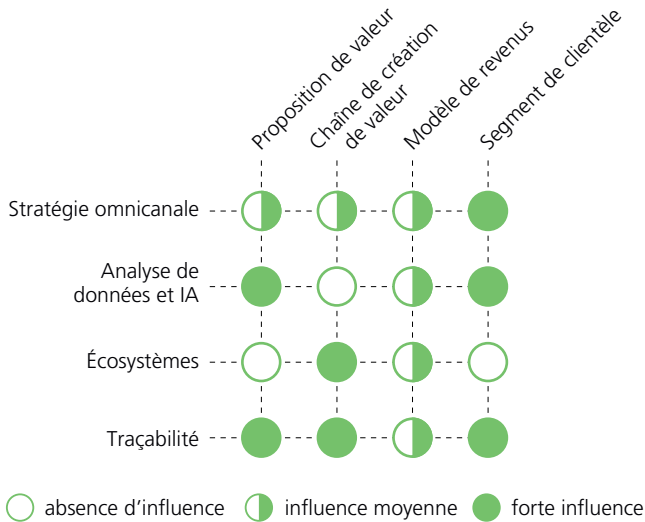 Proposition de valeur
Chaîne de création
de valeur
Modèle de revenus
Segment de clientèle
Stratégie omnicanale
Analyse de
données et IA
Écosystèmes
Traçabilité
absence d'influence
influence moyenne
forte influence